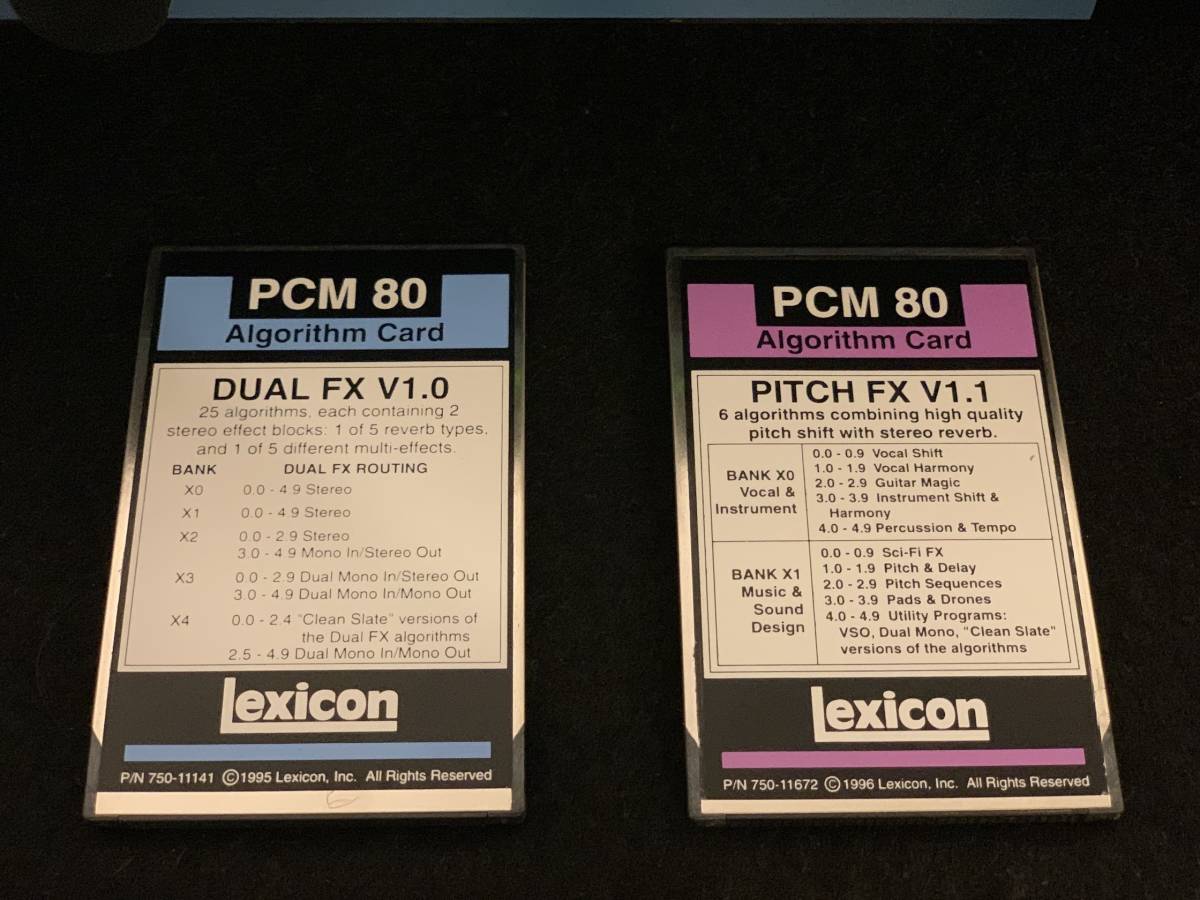 PCM 80
Algorithm Card
DUAL FX V1.0
25 algorithms, each containing 2
stereo effect blocks: 1 of 5 reverb types,
and 1 of 5 different multi-effects.
BANK DUAL FX ROUTING
X0 0.0 - 4.9 Stereo
X1 0.0 - 4.9 Stereo
X2 0.0 - 2.9 Stereo
3.0 - 4.9 Mono In/Stereo Out
X3 0.0 - 2.9 Dual Mono In/Stereo Out
3.0 - 4.9 Dual Mono In/Mono Out
X4 0.0 - 2.4 "Clean Slate" versions of
the Dual FX algorithms
2.5 - 4.9 Dual Mono In/Mono Out
Lexicon
P/N 750-11141 ©1995 Lexicon, Inc. All Rights Reserved
PCM 80
Algorithm Card
PITCH FX V1.1
6 algorithms combining high quality
pitch shift with stereo reverb.
BANK X0
Vocal &
Instrument
0.0 - 0.9 Vocal Shift
1.0 - 1.9 Vocal Harmony
2.0 - 2.9 Guitar Magic
3.0 - 3.9 Instrument Shift &
Harmony
4.0 - 4.9 Percussion & Tempo
BANK X1
Music &
Sound
Design
0.0 - 0.9 Sci-Fi FX
1.0 - 1.9 Pitch & Delay
2.0 - 2.9 Pitch Sequences
3.0 - 3.9 Pads & Drones
4.0 - 4.9 Utility Programs:
VSO, Dual Mono, "Clean Slate"
versions of the algorithms
Lexicon
P/N 750-11672 ©1996 Lexicon, Inc. All Rights Reserved